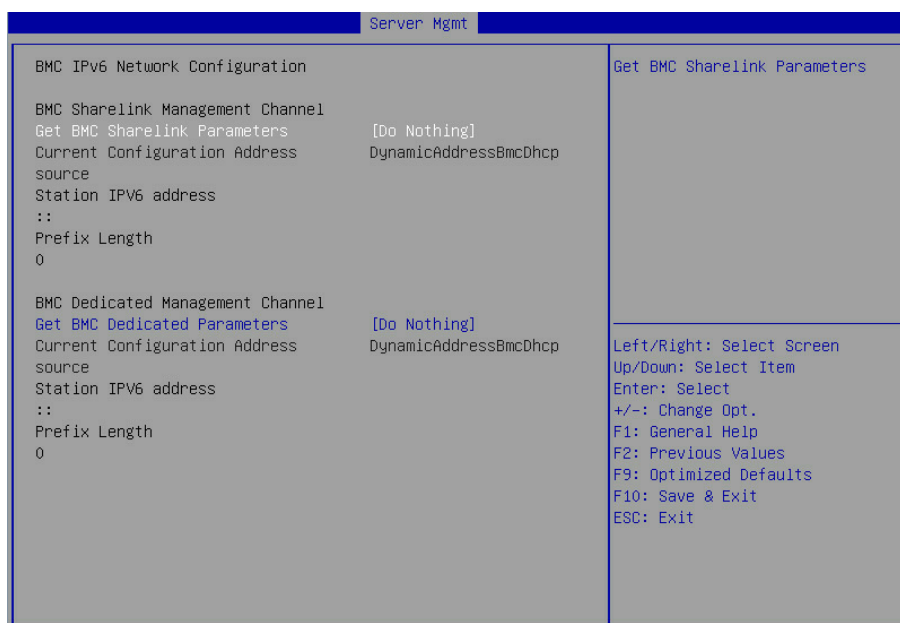 Server Mgmt
BMC IPv6 Network Configuration
BMC Sharelink Management Channel
Get BMC Sharelink Parameters [Do Nothing]
Current Configuration Address DynamicAddressBmcDhcp
source
Station IPV6 address
::
Prefix Length
0
BMC Dedicated Management Channel
Get BMC Dedicated Parameters [Do Nothing]
Current Configuration Address DynamicAddressBmcDhcp
source
Station IPV6 address
::
Prefix Length
0
Get BMC Sharelink Parameters
Left/Right: Select Screen
Up/Down: Select Item
Enter: Select
+/-: Change Opt.
F1: General Help
F2: Previous Values
F9: Optimized Defaults
F10: Save & Exit
ESC: Exit